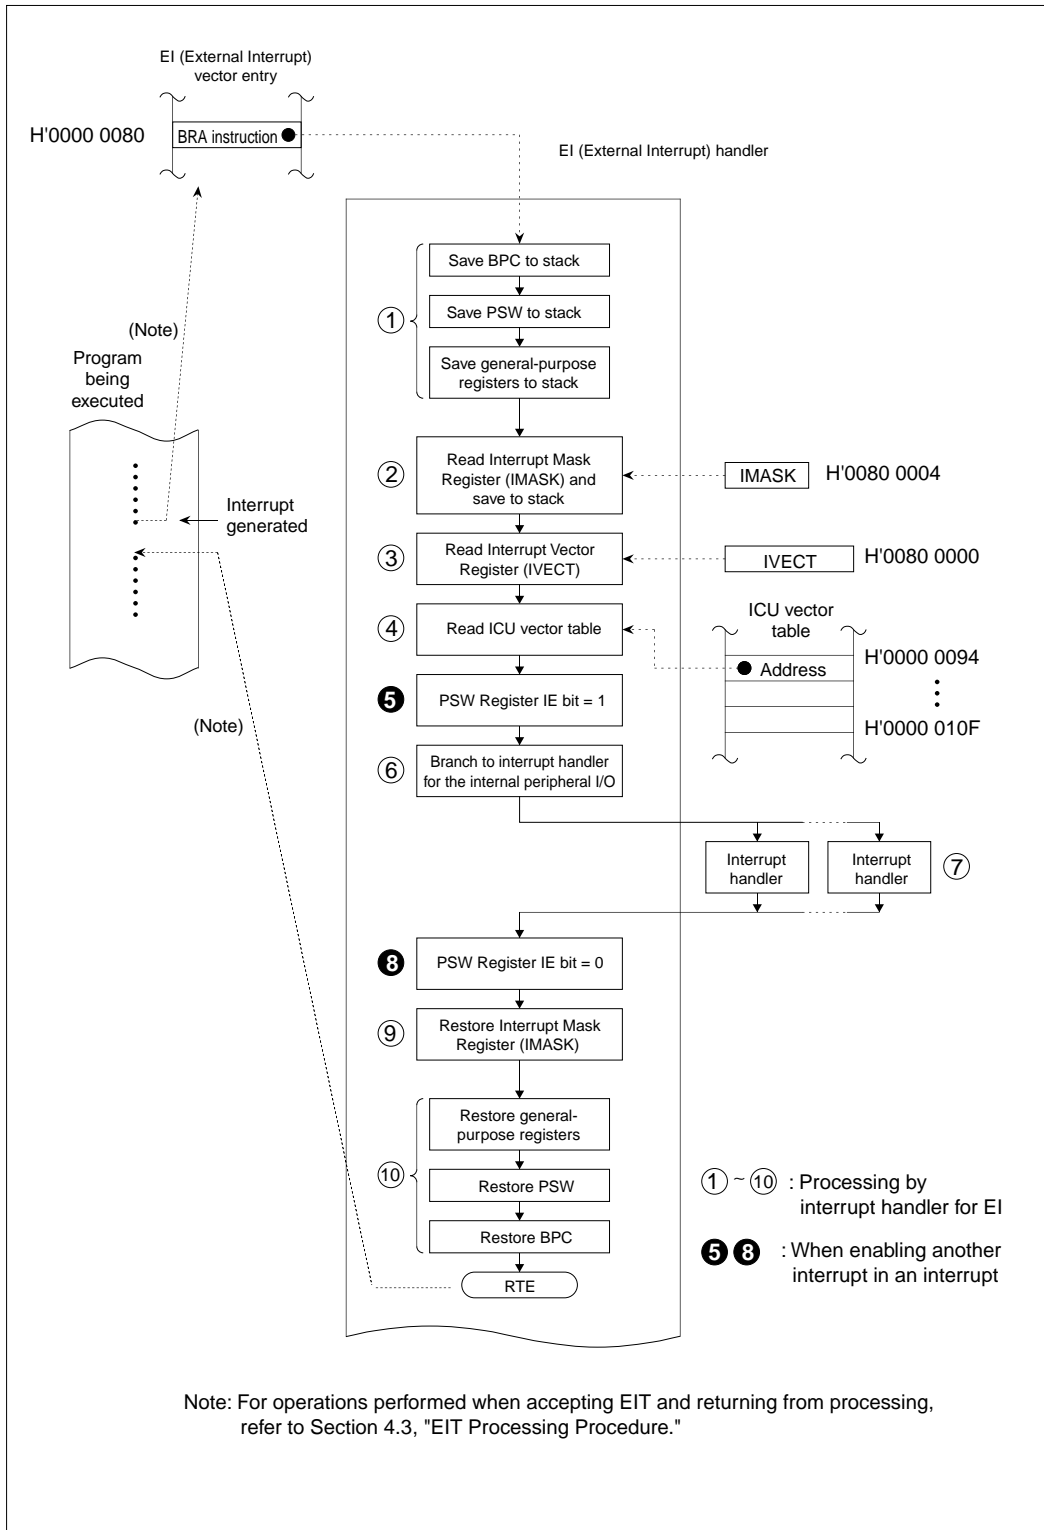 EI (External Interrupt)
vector entry
H'0000 0080
BRA instruction
EI (External Interrupt) handler
Save BPC to stack
1
Save PSW to stack
Save general-purpose
registers to stack
(Note)
Program
being
executed
Interrupt
generated
2
Read Interrupt Mask
Register (IMASK) and
save to stack
IMASK
H'0080 0004
3
Read Interrupt Vector
Register (IVECT)
IVECT
H'0080 0000
4
Read ICU vector table
ICU vector
table
Address
H'0000 0094
H'0000 010F
5
PSW Register IE bit = 1
(Note)
6
Branch to interrupt handler
for the internal peripheral I/O
Interrupt
handler
Interrupt
handler
7
8
PSW Register IE bit = 0
9
Restore Interrupt Mask
Register (IMASK)
10
Restore general-
purpose registers
Restore PSW
Restore BPC
RTE
1 ~ 10 : Processing by
interrupt handler for EI
5 8 : When enabling another
interrupt in an interrupt
Note: For operations performed when accepting EIT and returning from processing,
refer to Section 4.3, "EIT Processing Procedure."